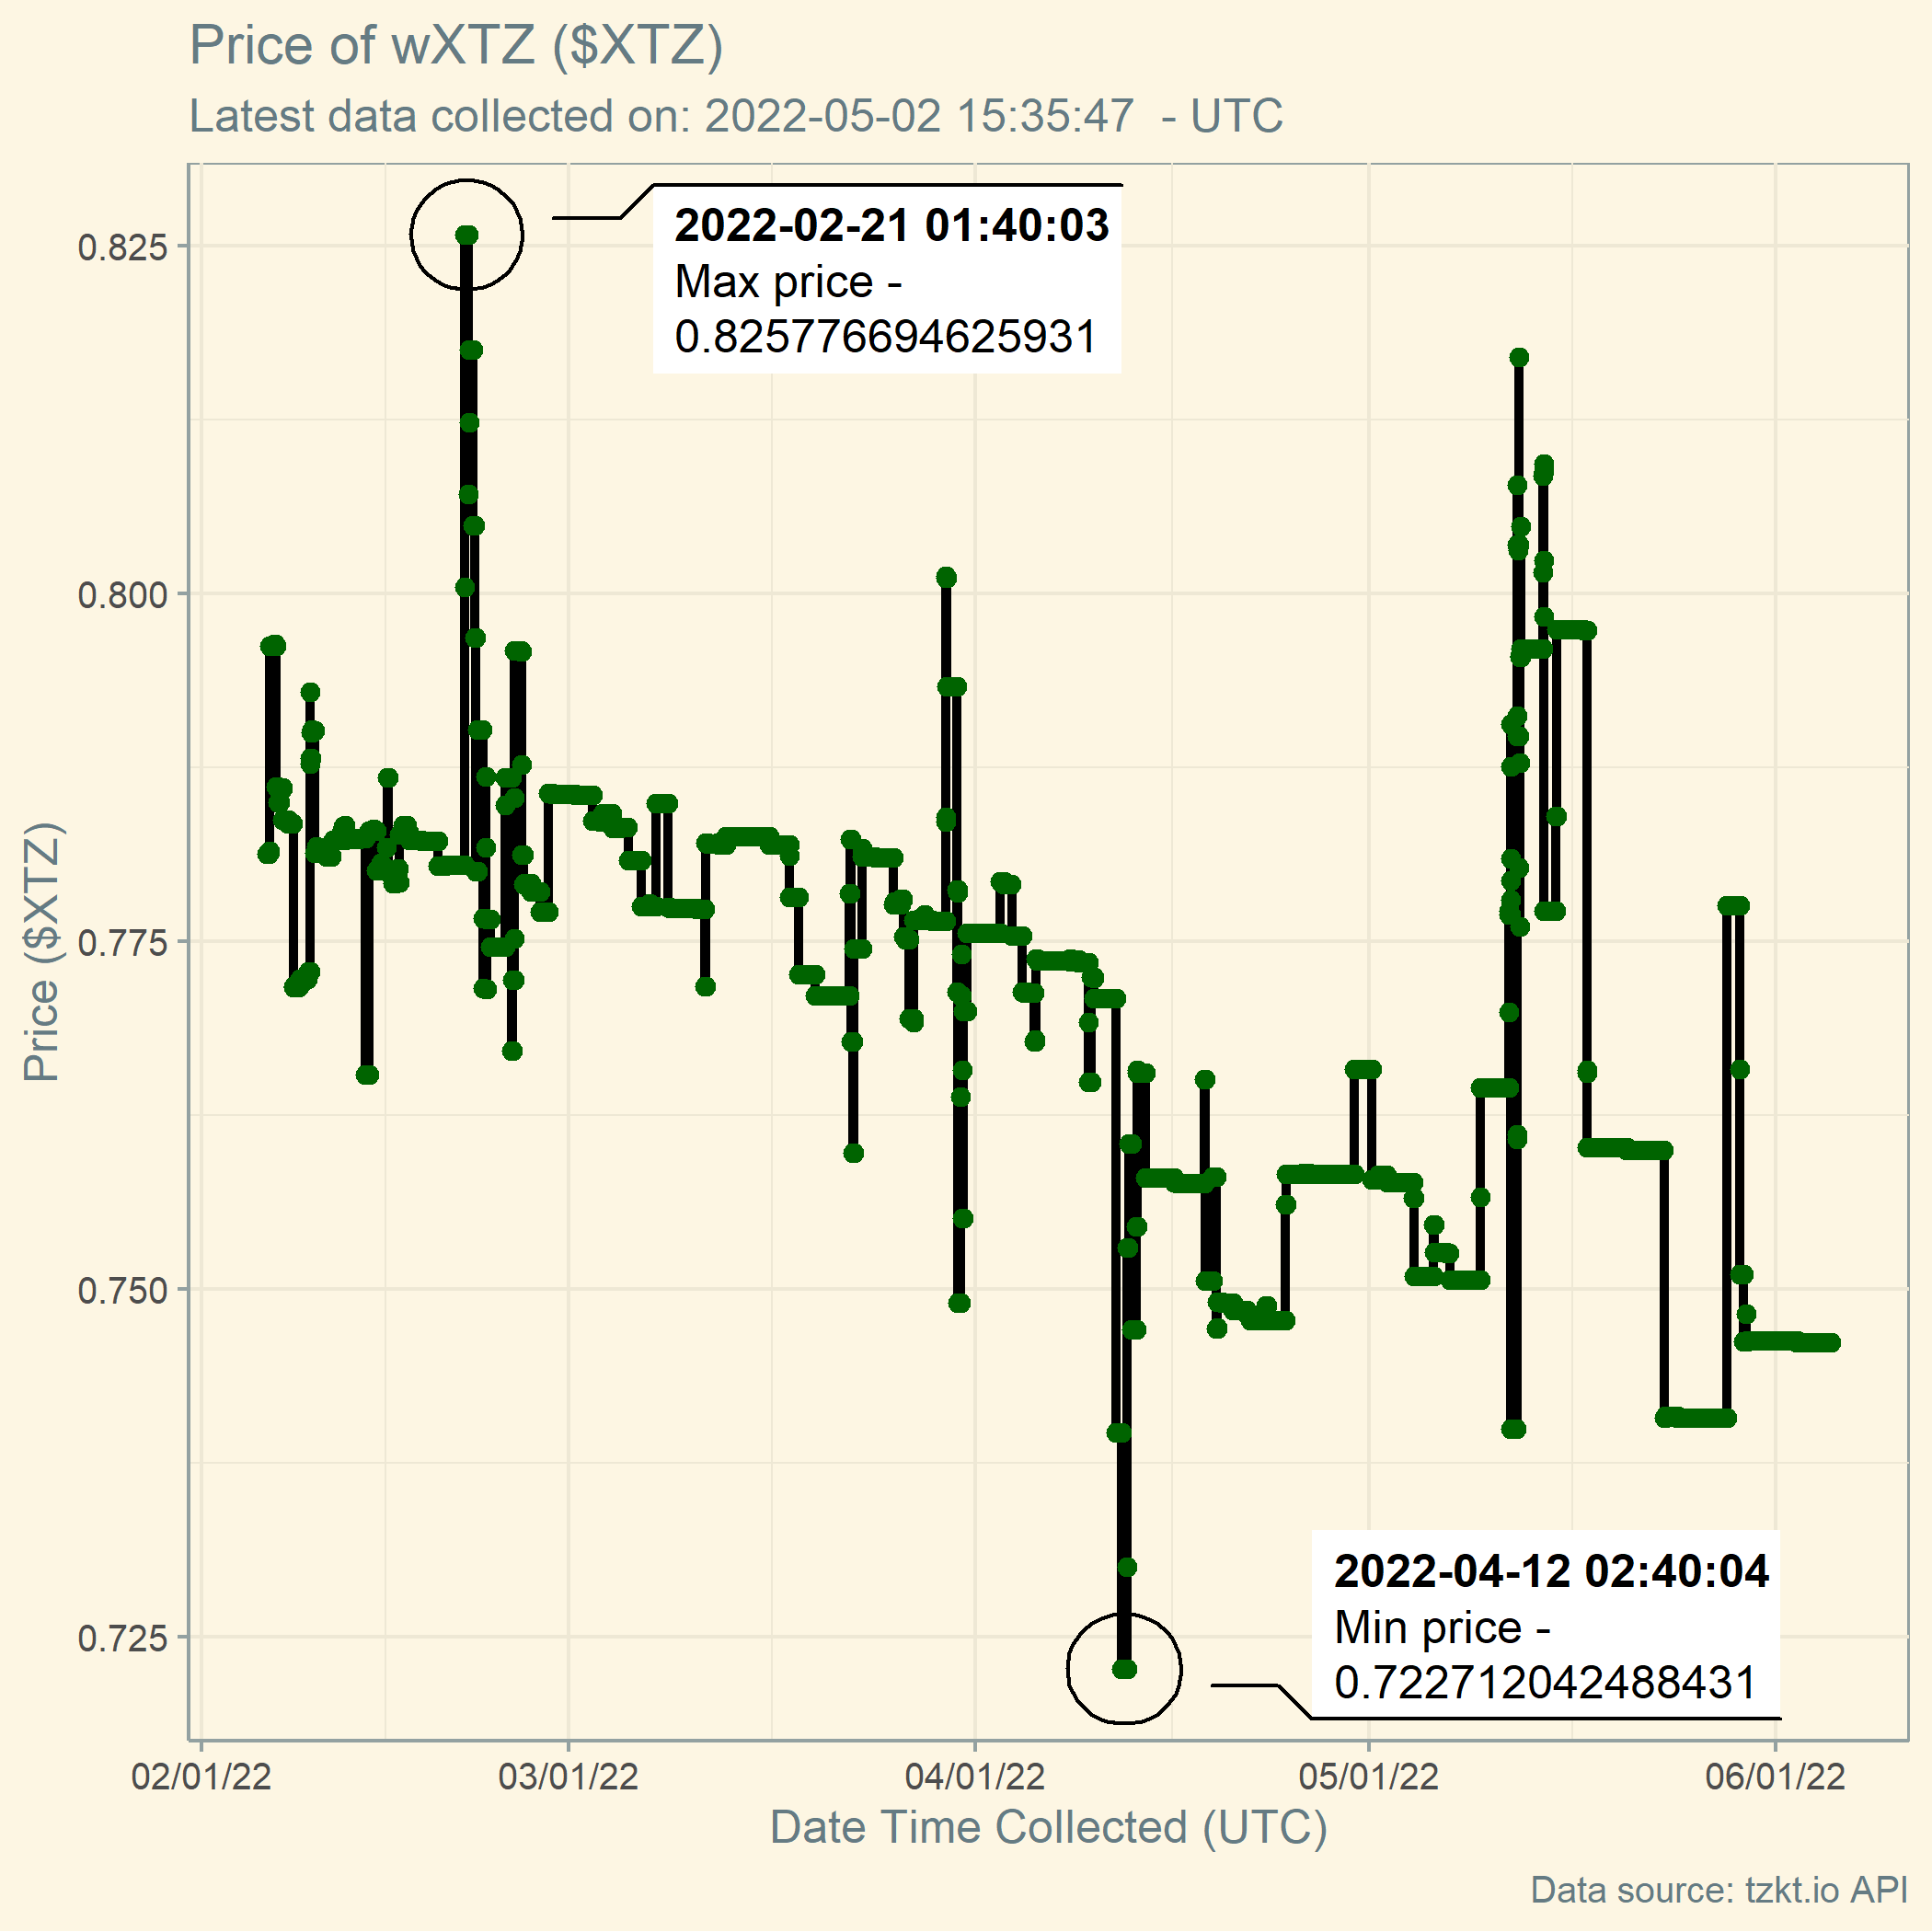 Price of wXTZ ($XTZ)
Latest data collected on: 2022-05-02 15:35:47  - UTC
2022-02-21 01:40:03
Max price -
0.825776694625931
0.825
0.800
0.775
0.750
0.725
Price ($XTZ)
2022-04-12 02:40:04
Min price -
0.722712042488431
02/01/22
03/01/22
04/01/22
05/01/22
06/01/22
Date Time Collected (UTC)
Data source: tzkt.io API